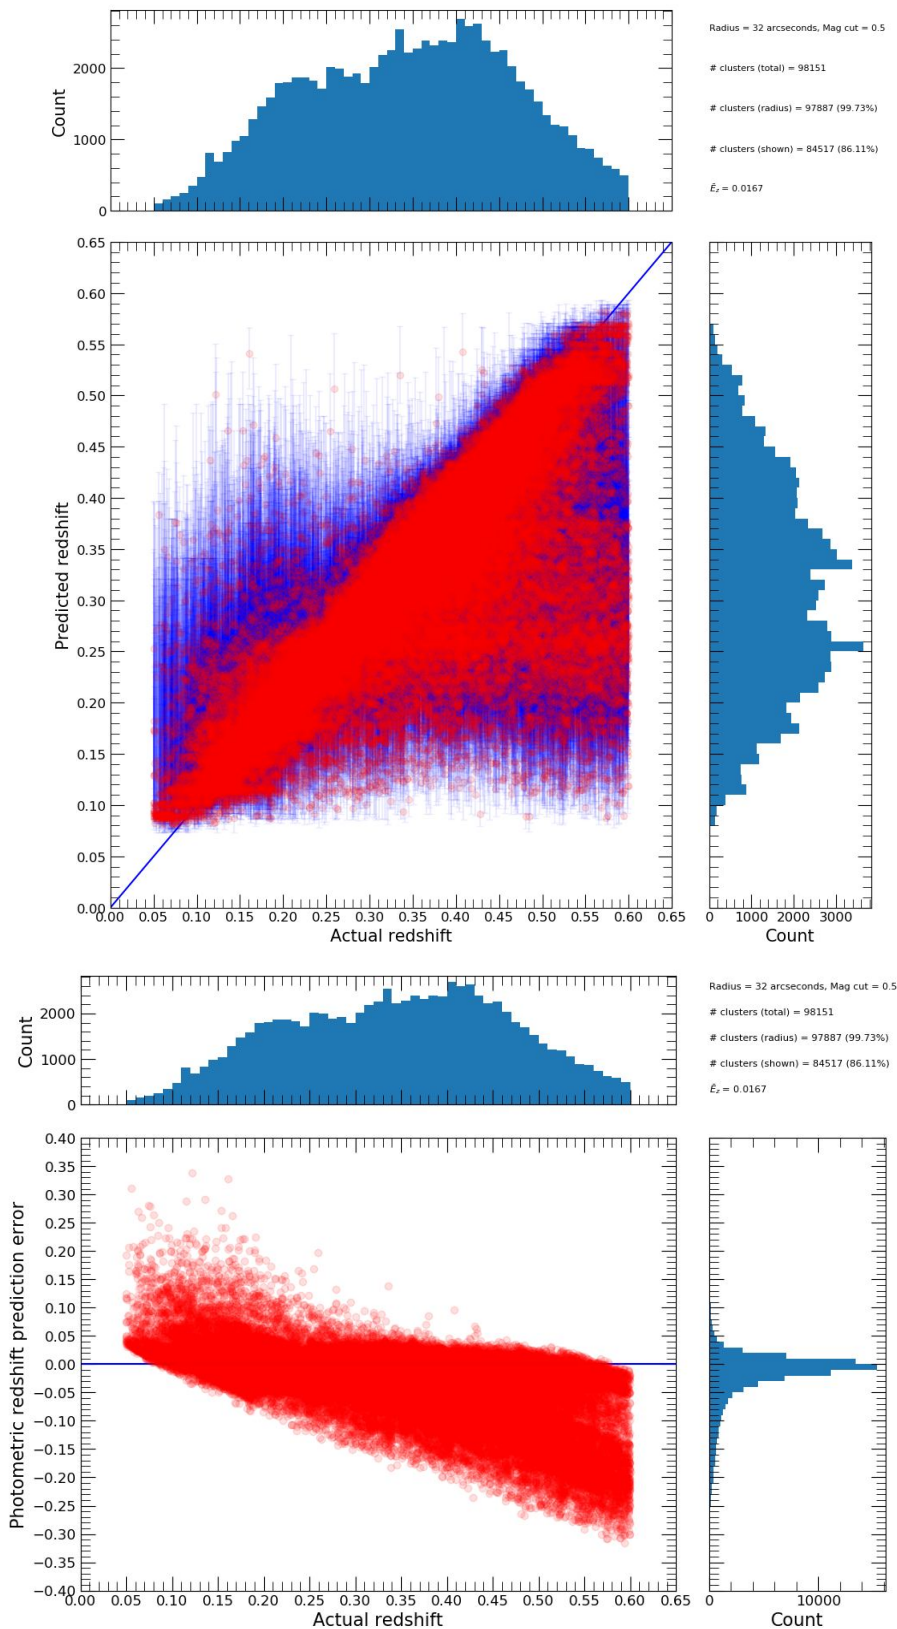 Count
2000
1000
0
Radius = 32 arcseconds, Mag cut = 0.5
# clusters (total) = 98151
# clusters (radius) = 97887 (99.73%)
# clusters (shown) = 84517 (86.11%)
Ēz = 0.0167
Predicted redshift
0.65
0.60
0.55
0.50
0.45
0.40
0.35
0.30
0.25
0.20
0.15
0.10
0.05
0.00
0.00 0.05 0.10 0.15 0.20 0.25 0.30 0.35 0.40 0.45 0.50 0.55 0.60 0.65
Actual redshift
0 1000 2000 3000
Count
Count
2000
1000
0
Radius = 32 arcseconds, Mag cut = 0.5
# clusters (total) = 98151
# clusters (radius) = 97887 (99.73%)
# clusters (shown) = 84517 (86.11%)
Ēz = 0.0167
Photometric redshift prediction error
0.40
0.35
0.30
0.25
0.20
0.15
0.10
0.05
0.00
−0.05
−0.10
−0.15
−0.20
−0.25
−0.30
−0.35
−0.40
0.00 0.05 0.10 0.15 0.20 0.25 0.30 0.35 0.40 0.45 0.50 0.55 0.60 0.65
Actual redshift
0 10000
Count